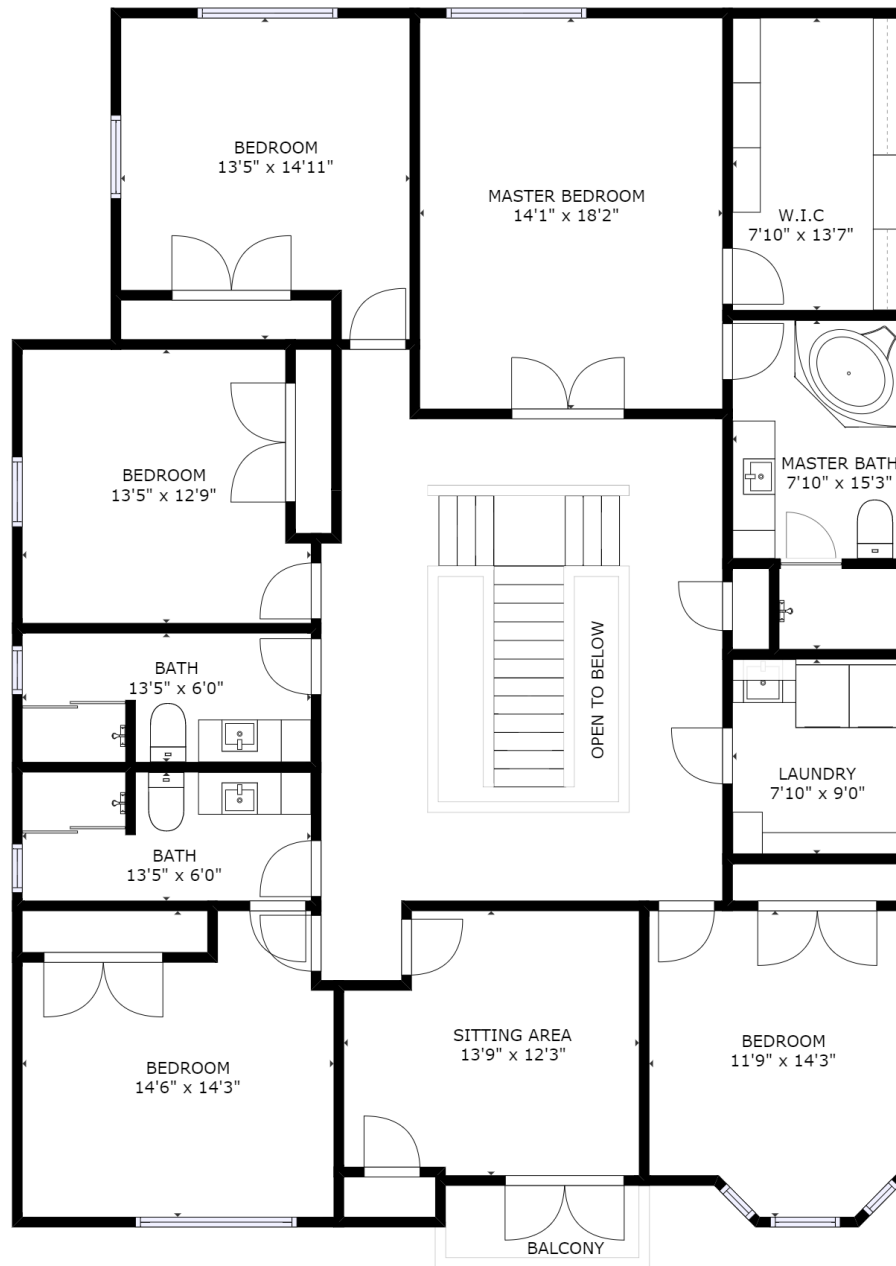 BEDROOM
13'5" x 14'11"
MASTER BEDROOM
14'1" x 18'2"
W.I.C
7'10" x 13'7"
BEDROOM
13'5" x 12'9"
MASTER BATH
7'10" x 15'3"
BATH
13'5" x 6'0"
OPEN TO BELOW
LAUNDRY
7'10" x 9'0"
BATH
13'5" x 6'0"
SITTING AREA
13'9" x 12'3"
BEDROOM
11'9" x 14'3"
BEDROOM
14'6" x 14'3"
BALCONY